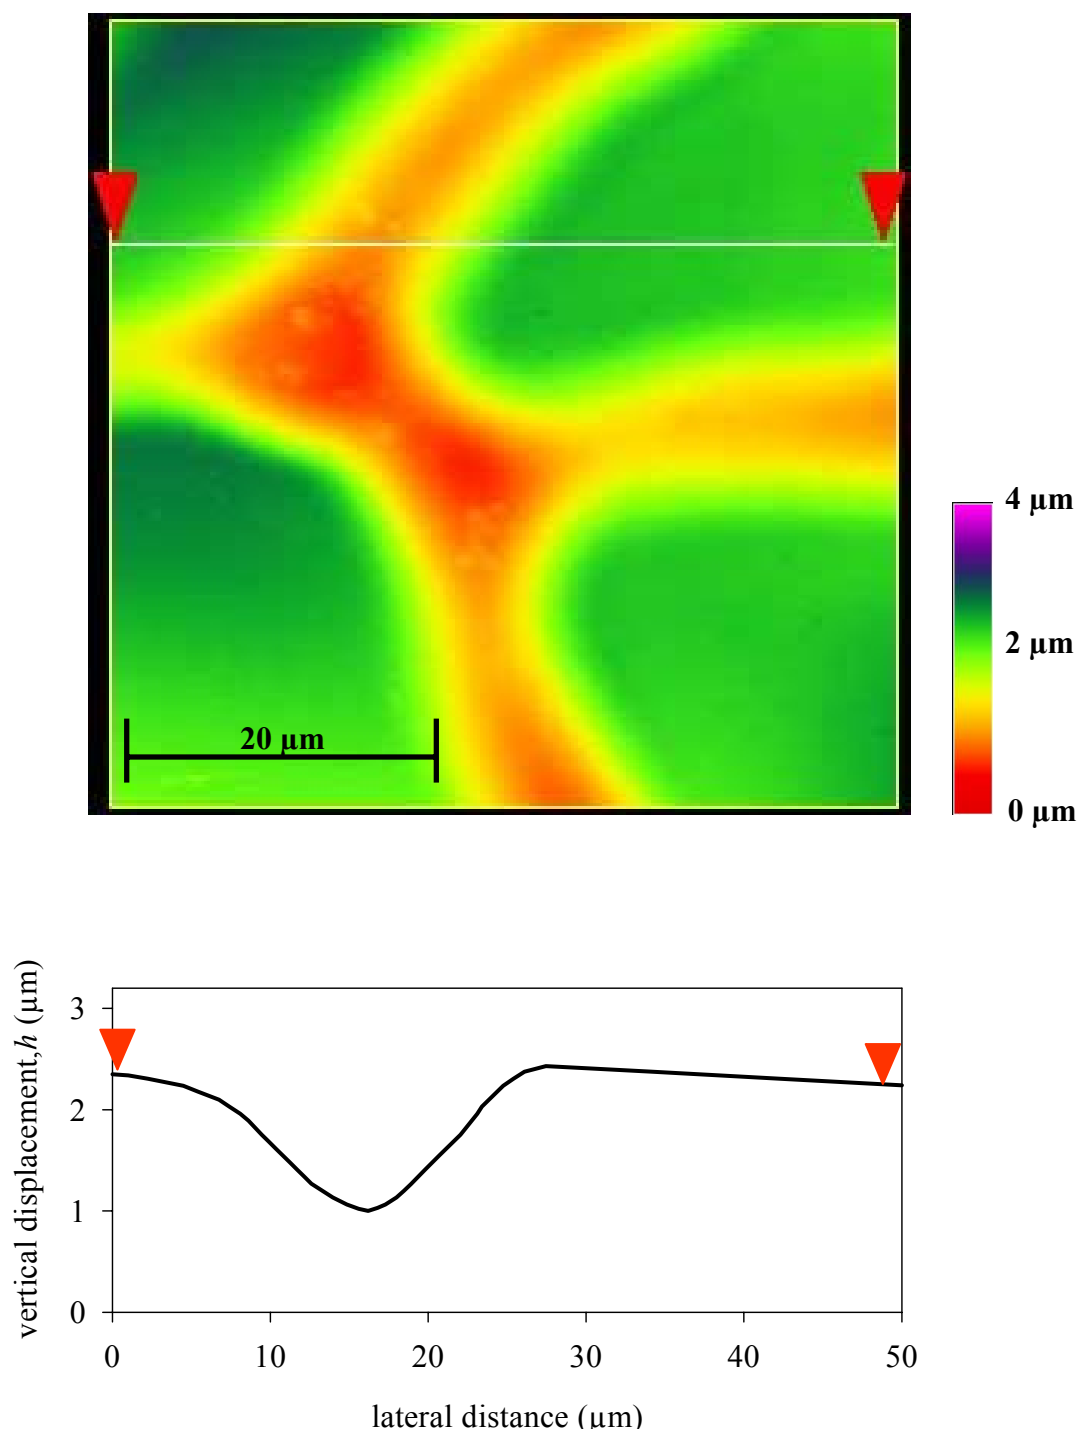 20 µm
4 µm
2 µm
0 µm
vertical displacement,h (µm)
3
2
1
0
0 10 20 30 40 50
lateral distance (µm)